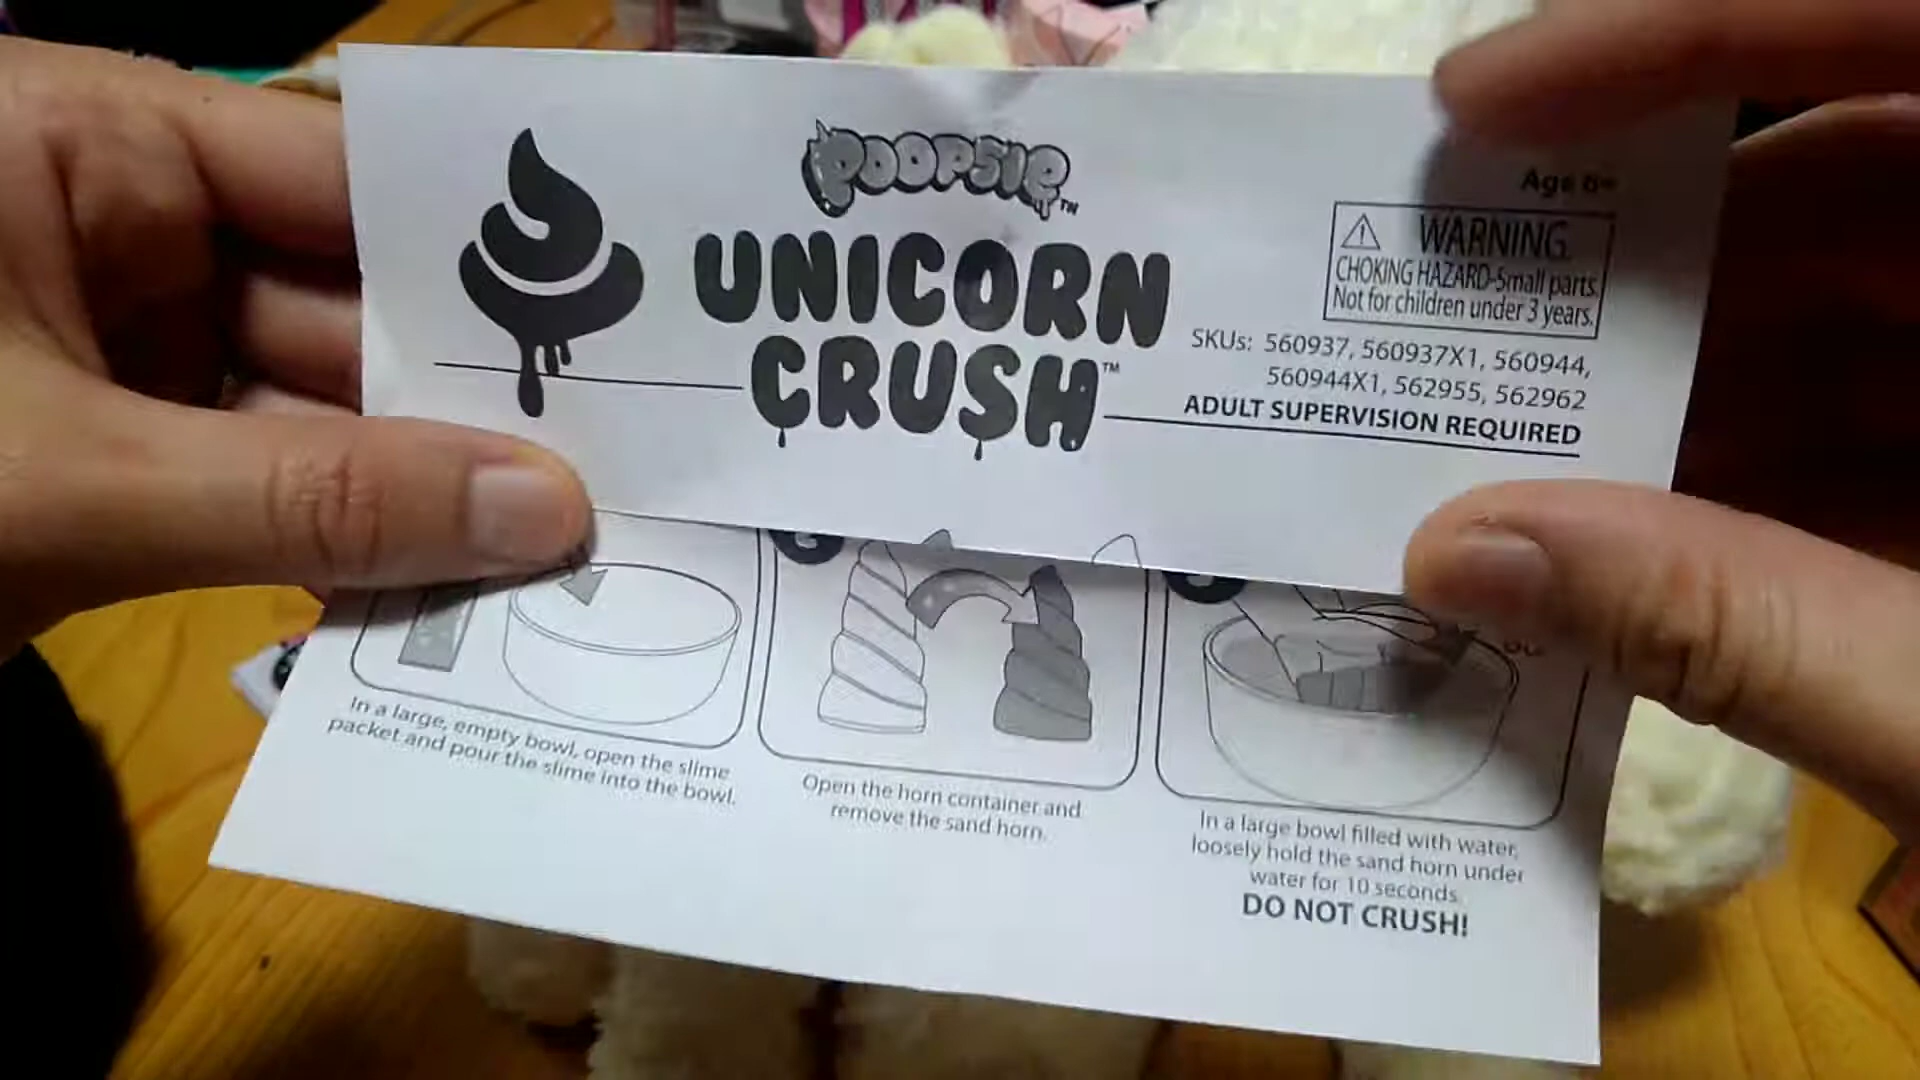 POOPSIE™
UNICORN
CRUSH™
Age 6+
WARNING.
CHOKING HAZARD-Small parts.
Not for children under 3 years.
SKUs: 560937, 560937X1, 560944,
560944X1, 562955, 562962
ADULT SUPERVISION REQUIRED
In a large, empty bowl, open the slime
packet and pour the slime into the bowl.
Open the horn container and
remove the sand horn.
In a large bowl filled with water,
loosely hold the sand horn under
water for 10 seconds.
DO NOT CRUSH!